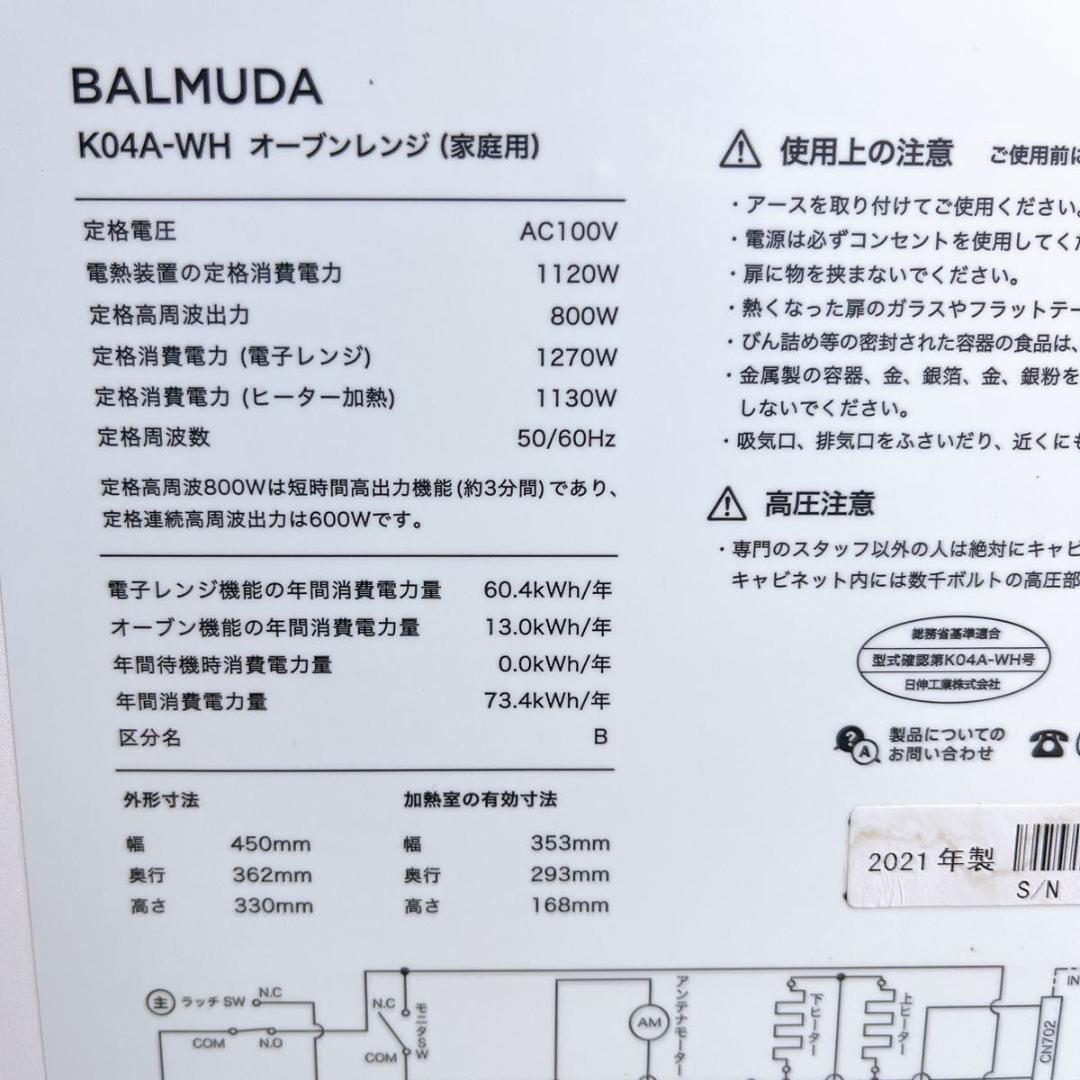 BALMUDA
K04A-WH オーブンレンジ（家庭用）
定格電圧 AC100V
電熱装置の定格消費電力 1120W
定格高周波出力 800W
定格消費電力 (電子レンジ) 1270W
定格消費電力 (ヒーター加熱) 1130W
定格周波数 50/60Hz
定格高周波800Wは短時間高出力機能(約3分間)であり、
定格連続高周波出力は600Wです。
電子レンジ機能の年間消費電力量 60.4kWh/年
オーブン機能の年間消費電力量 13.0kWh/年
年間待機時消費電力量 0.0kWh/年
年間消費電力量 73.4kWh/年
区分名 B
外形寸法 加熱室の有効寸法
幅 450mm 幅 353mm
奥行 362mm 奥行 293mm
高さ 330mm 高さ 168mm
使用上の注意 ご使用前に
・アースを取り付けてご使用ください。
・電源は必ずコンセントを使用してくだ
・扉に物を挟まないでください。
・熱くなった扉のガラスやフラットテー
・びん詰め等の密封された容器の食品は、
・金属製の容器、金、銀箔、金、銀粉を
しないでください。
・吸気口、排気口をふさいだり、近くにも
高圧注意
・専門のスタッフ以外の人は絶対にキャビ
キャビネット内には数千ボルトの高圧部
総務省基準適合
型式確認第K04A-WH号
日伸工業株式会社
? A
製品についての
お問い合わせ
2021 年製
S/N
主 ラッチ SW N.C
COM N.O
N.C
モニタSW
COM
アンテナモーター
AM
下ヒーター
上ヒーター
CN702
IN